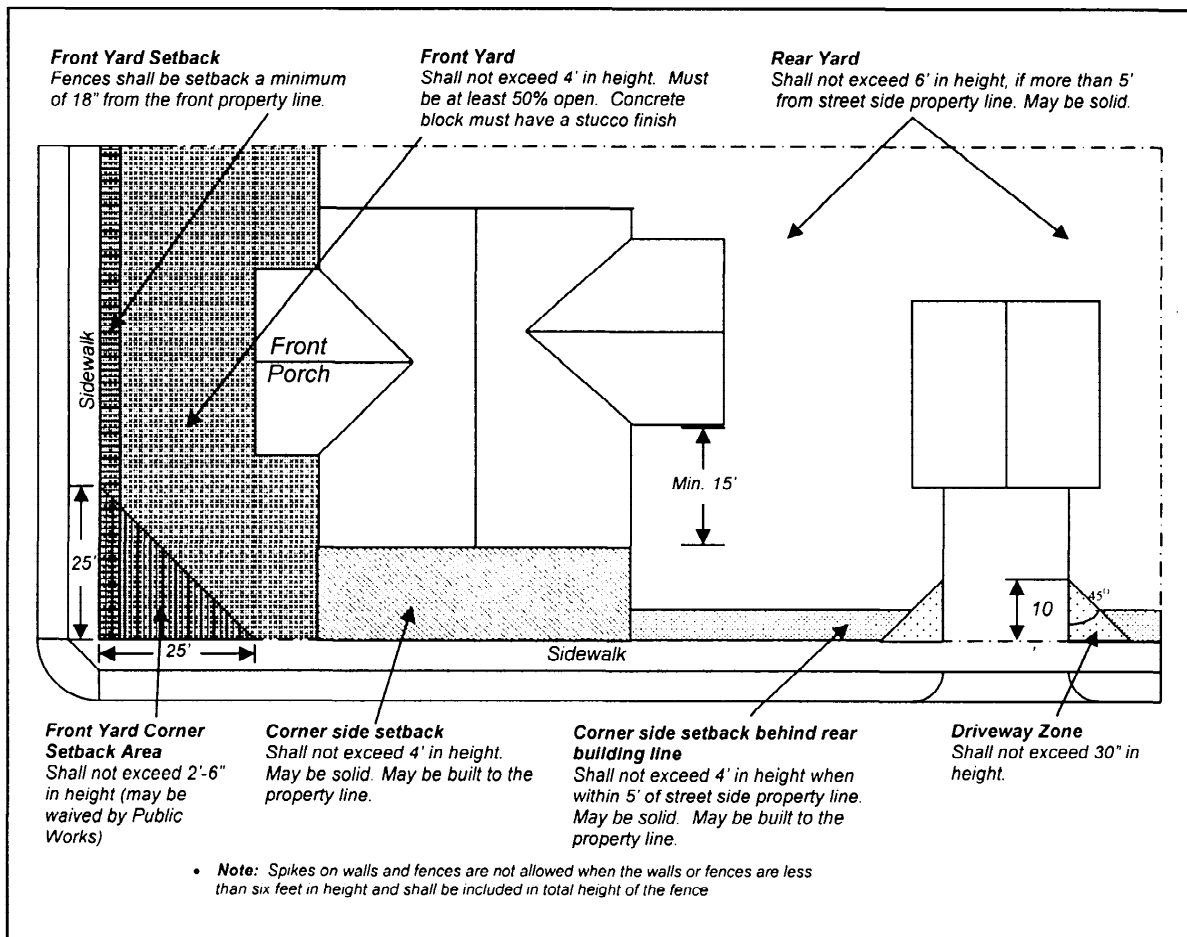 Front Yard Setback
Fences shall be setback a minimum
of 18" from the front property line.
Front Yard
Shall not exceed 4' in height. Must
be at least 50% open. Concrete
block must have a stucco finish
Rear Yard
Shall not exceed 6' in height, if more than 5'
from street side property line. May be solid.
Sidewalk
Front
Porch
Min. 15'
25'
25'
10
'
45°
Sidewalk
Front Yard Corner
Setback Area
Shall not exceed 2'-6"
in height (may be
waived by Public
Works)
Corner side setback
Shall not exceed 4' in height.
May be solid. May be built to the
property line.
Corner side setback behind rear
building line
Shall not exceed 4' in height when
within 5' of street side property line.
May be solid. May be built to the
property line.
Driveway Zone
Shall not exceed 30" in
height.
• Note: Spikes on walls and fences are not allowed when the walls or fences are less
than six feet in height and shall be included in total height of the fence